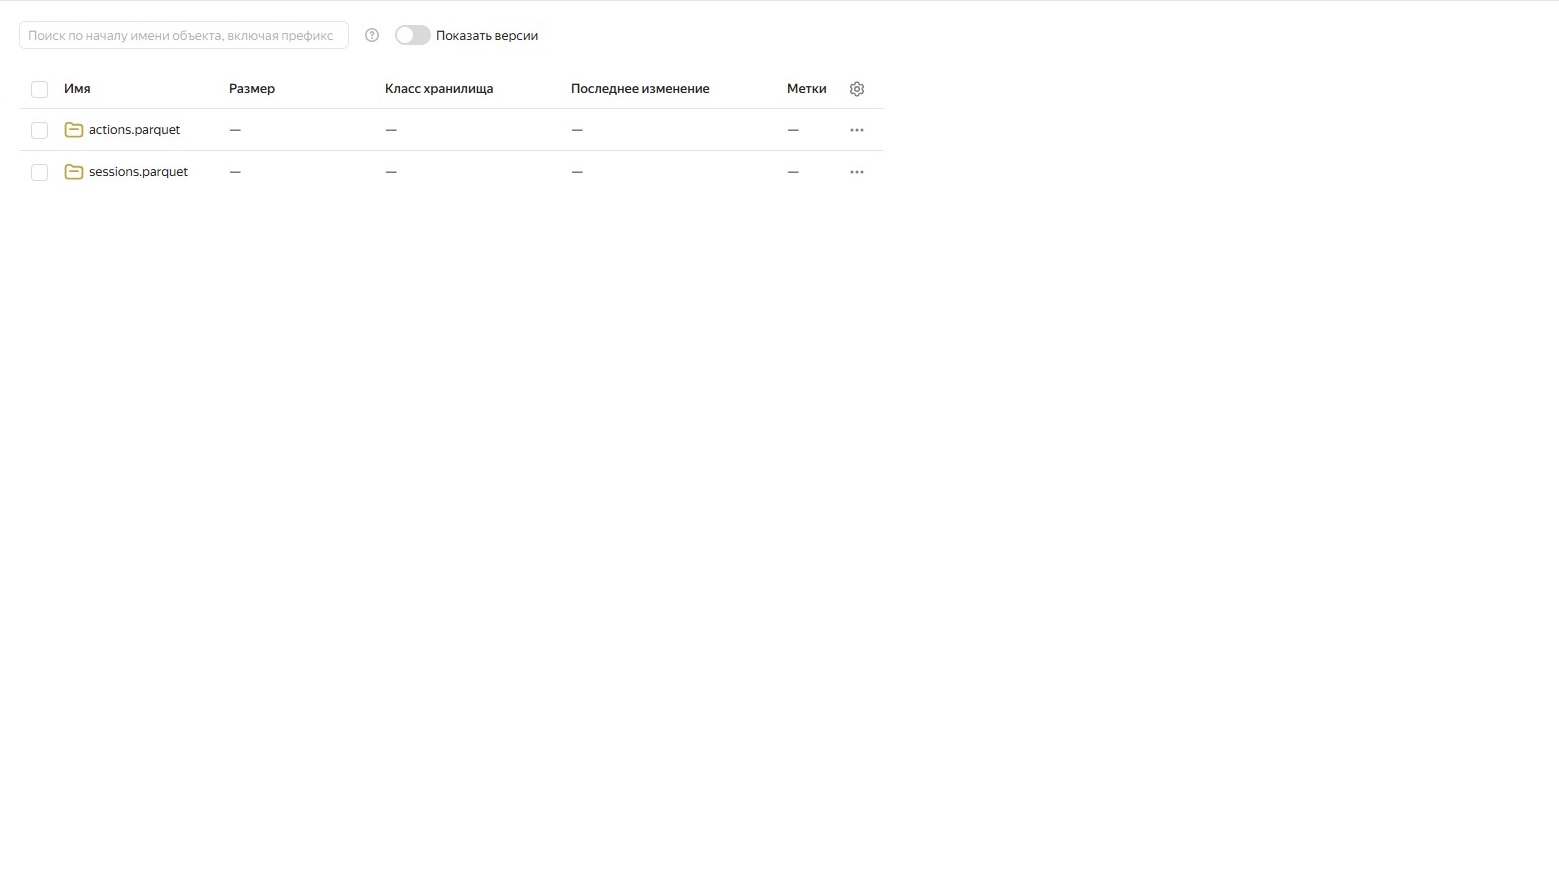 Поиск по началу имени объекта, включая префикс ? Показать версии
Имя Размер Класс хранилища Последнее изменение Метки
actions.parquet — — — — ···
sessions.parquet — — — — ···